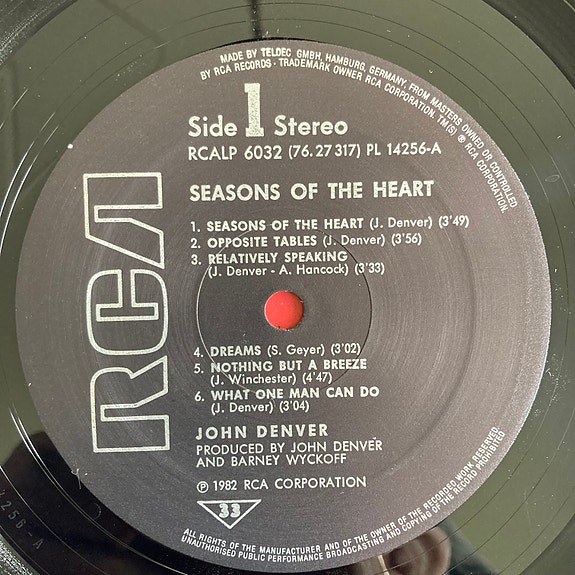 MADE BY TELDEC GMBH, HAMBURG, GERMANY, FROM MASTERS OWNED OR CONTROLLED
BY RCA RECORDS · TRADEMARK OWNER RCA CORPORATION. TM(S) ® RCA CORPORATION.
Side 1 Stereo
RCALP 6032 (76.27317) PL 14256-A
SEASONS OF THE HEART
1. SEASONS OF THE HEART (J. Denver) (3'49)
2. OPPOSITE TABLES (J. Denver) (3'56)
3. RELATIVELY SPEAKING
(J. Denver - A. Hancock) (3'33)
RCA
4. DREAMS (S. Geyer) (3'02)
5. NOTHING BUT A BREEZE
(J. Winchester) (4'47)
6. WHAT ONE MAN CAN DO
(J. Denver) (3'04)
JOHN DENVER
PRODUCED BY JOHN DENVER
AND BARNEY WYCKOFF
℗ 1982 RCA CORPORATION
33
ALL RIGHTS OF THE MANUFACTURER AND OF THE OWNER OF THE RECORDED WORK RESERVED.
UNAUTHORISED PUBLIC PERFORMANCE BROADCASTING AND COPYING OF THE RECORD PROHIBITED